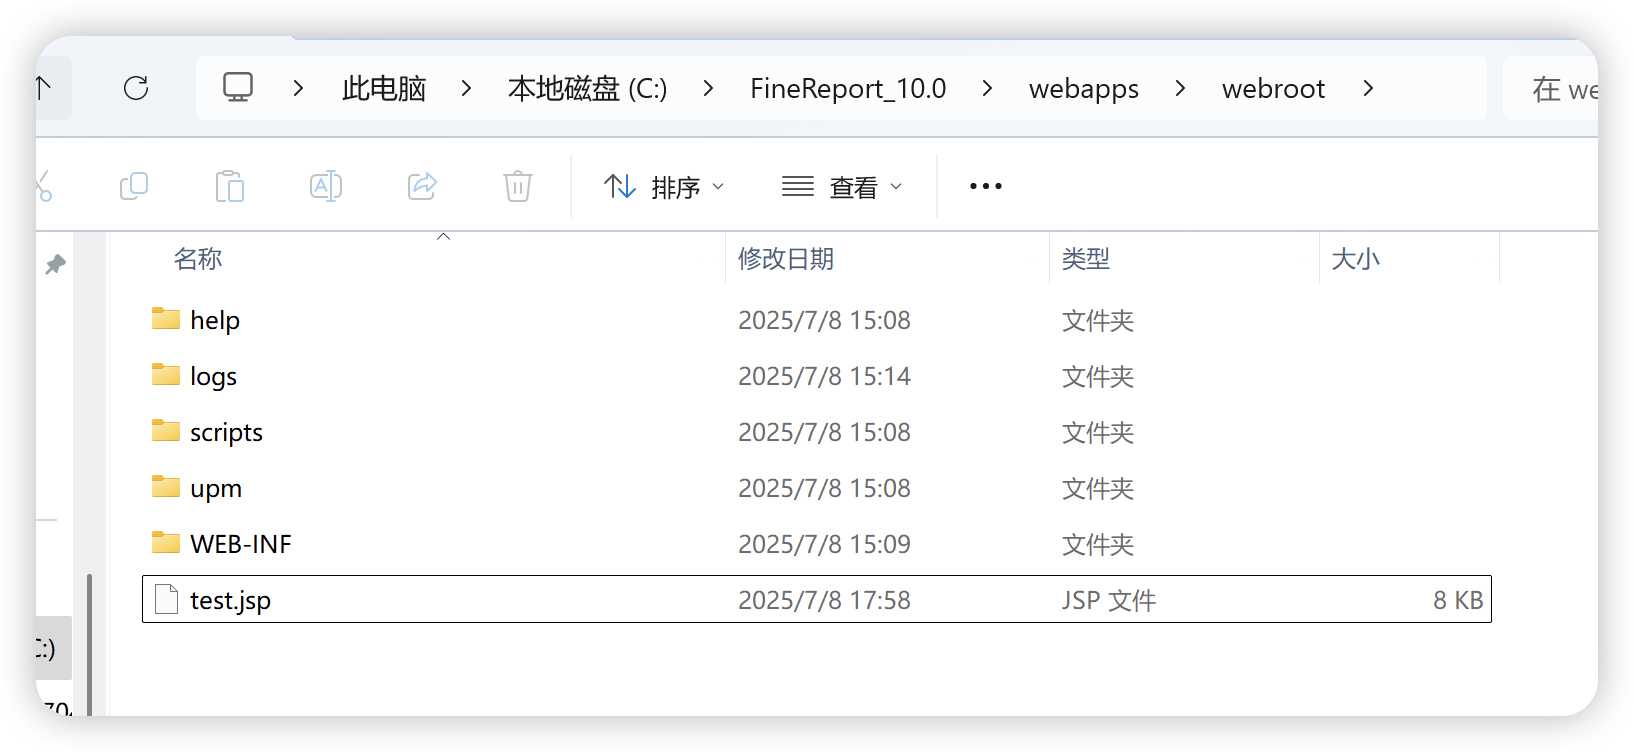 此电脑 本地磁盘 (C:) FineReport_10.0 webapps webroot 在 we
排序 查看
名称 修改日期 类型 大小
help 2025/7/8 15:08 文件夹
logs 2025/7/8 15:14 文件夹
scripts 2025/7/8 15:08 文件夹
upm 2025/7/8 15:08 文件夹
WEB-INF 2025/7/8 15:09 文件夹
test.jsp 2025/7/8 17:58 JSP 文件 8 KB
C:)